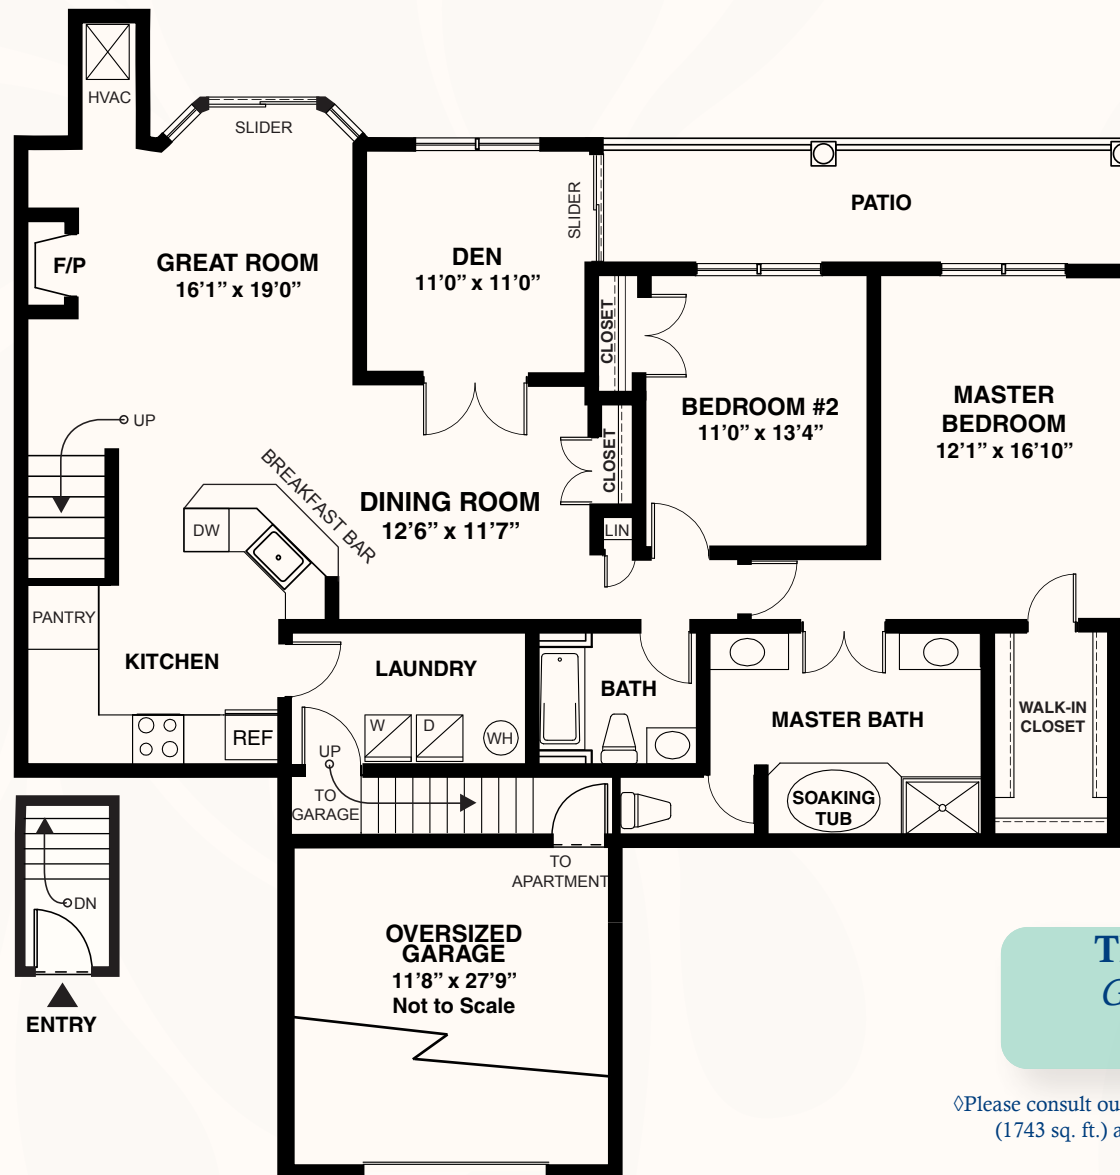 HVAC
SLIDER
F/P
GREAT ROOM
16’1” x 19’0”
DEN
11’0” x 11’0”
SLIDER
PATIO
CLOSET
BEDROOM #2
11’0” x 13’4”
MASTER
BEDROOM
12’1” x 16’10”
UP
BREAKFAST BAR
DW
DINING ROOM
12’6” x 11’7”
CLOSET
LIN
PANTRY
KITCHEN
REF
LAUNDRY
W
D
WH
BATH
MASTER BATH
WALK-IN
CLOSET
SOAKING
TUB
UP
TO
GARAGE
TO
APARTMENT
DN
ENTRY
OVERSIZED
GARAGE
11’8” x 27’9”
Not to Scale
◊Please consult ou
(1743 sq. ft.) a